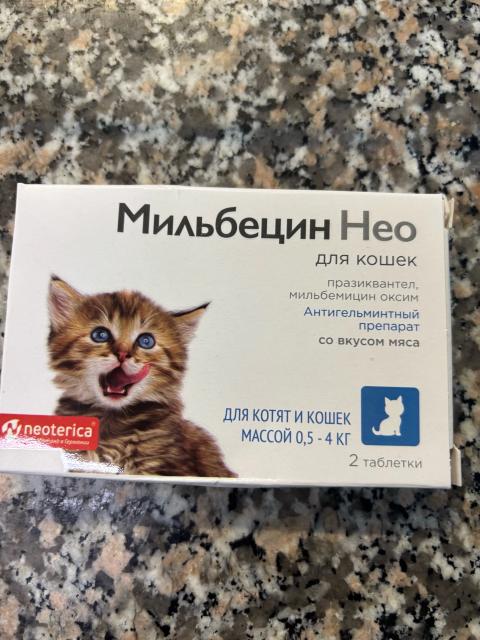 Мильбецин Нео
для кошек
празиквантел,
мильбемицин оксим
Антигельминтный
препарат
со вкусом мяса
neoterica®
ДЛЯ КОТЯТ И КОШЕК
МАССОЙ 0,5 - 4 КГ
2 таблетки